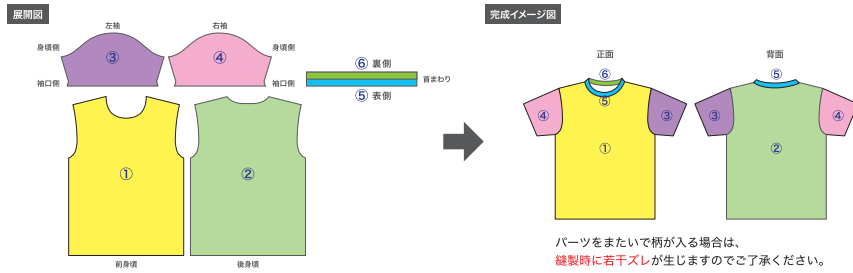 展開図
左袖
右袖
身頃側
③
④
身頃側
袖口側
袖口側
⑥ 裏側
首まわり
⑤ 表側
①
②
前身頃
後身頃
完成イメージ図
正面
背面
⑥
⑤
⑤
④
③
③
④
①
②
パーツをまたいで柄が入る場合は、
縫製時に若干ズレが生じますのでご了承ください。